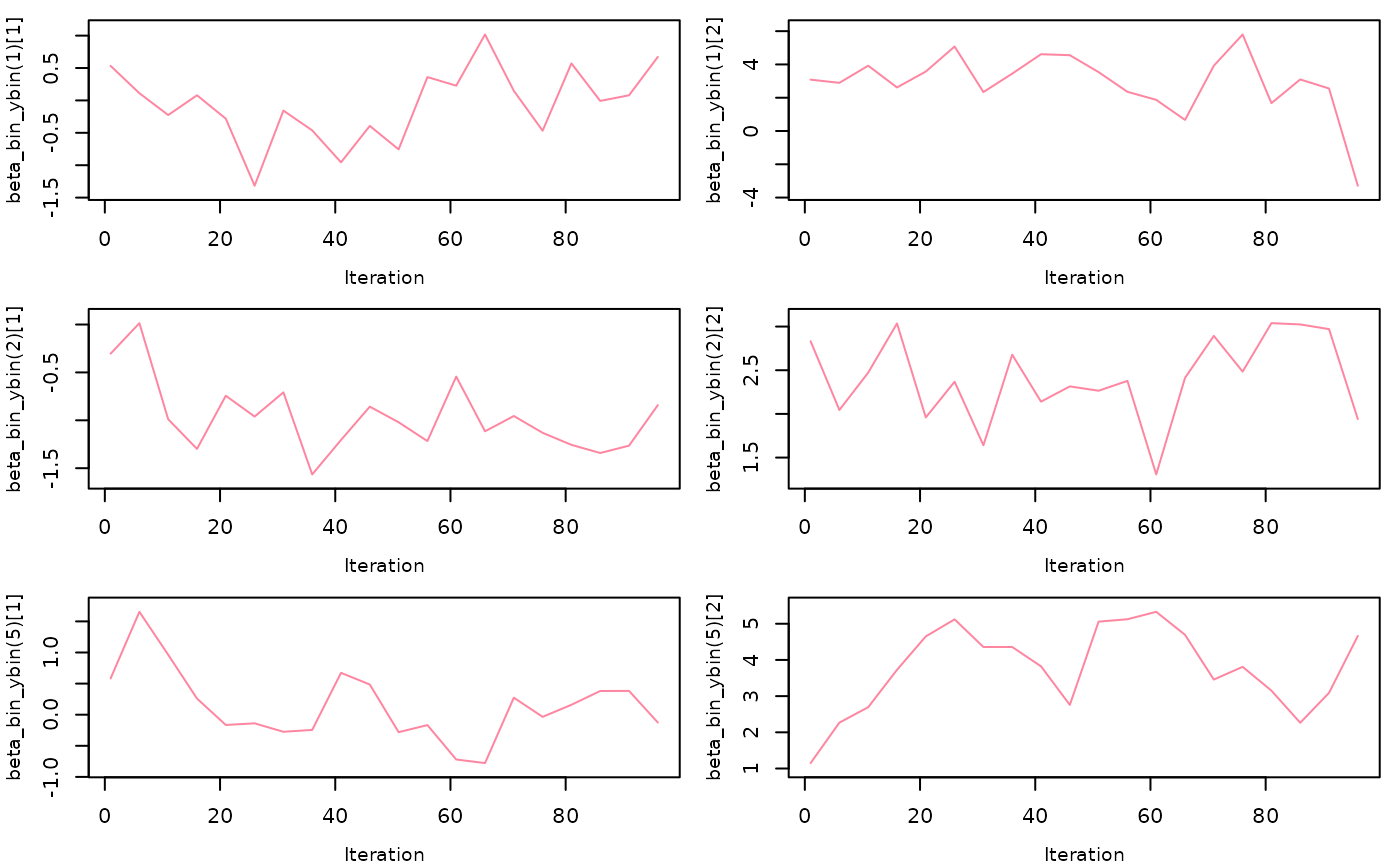 beta_bin_ybin(1)[1]
0.5
-0.5
-1.5
0 20 40 60 80
Iteration
beta_bin_ybin(1)[2]
4
0
-4
0 20 40 60 80
Iteration
beta_bin_ybin(2)[1]
-0.5
-1.5
0 20 40 60 80
Iteration
beta_bin_ybin(2)[2]
2.5
1.5
0 20 40 60 80
Iteration
beta_bin_ybin(5)[1]
1.0
0.0
-1.0
0 20 40 60 80
Iteration
beta_bin_ybin(5)[2]
5
4
3
2
1
0 20 40 60 80
Iteration